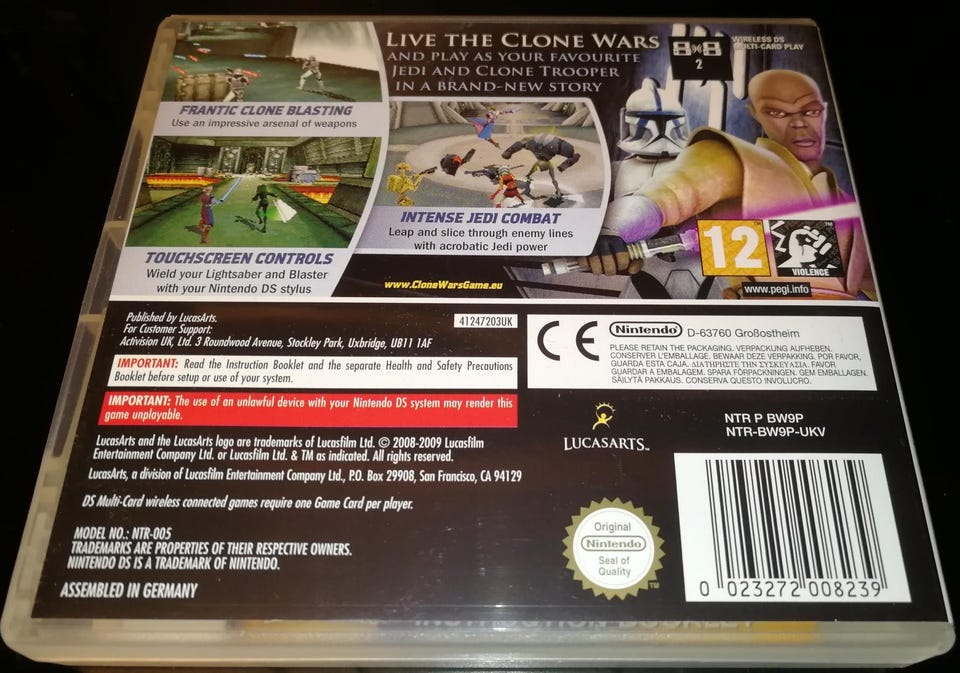 LIVE THE CLONE WARS
AND PLAY AS YOUR FAVOURITE
JEDI AND CLONE TROOPER
IN A BRAND-NEW STORY
2
WIRELESS DS
MULTI-CARD PLAY
FRANTIC CLONE BLASTING
Use an impressive arsenal of weapons
INTENSE JEDI COMBAT
Leap and slice through enemy lines
with acrobatic Jedi power
TOUCHSCREEN CONTROLS
Wield your Lightsaber and Blaster
with your Nintendo DS stylus
www.CloneWarsGame.eu
12
VIOLENCE
www.pegi.info
Published by LucasArts.
For Customer Support:
Activision UK, Ltd. 3 Roundwood Avenue, Stockley Park, Uxbridge, UB11 1AF
41247203UK
IMPORTANT: Read the Instruction Booklet and the separate Health and Safety Precautions
Booklet before setup or use of your system.
IMPORTANT: The use of an unlawful device with your Nintendo DS system may render this
game unplayable.
LucasArts and the LucasArts logo are trademarks of Lucasfilm Ltd. © 2008-2009 Lucasfilm
Entertainment Company Ltd. or Lucasfilm Ltd. & TM as indicated. All rights reserved.
LucasArts, a division of Lucasfilm Entertainment Company Ltd., P.O. Box 29908, San Francisco, CA 94129
DS Multi-Card wireless connected games require one Game Card per player.
MODEL NO.: NTR-005
TRADEMARKS ARE PROPERTIES OF THEIR RESPECTIVE OWNERS.
NINTENDO DS IS A TRADEMARK OF NINTENDO.
ASSEMBLED IN GERMANY
CE
Nintendo D-63760 Großostheim
PLEASE RETAIN THE PACKAGING. VERPACKUNG AUFHEBEN.
CONSERVER L'EMBALLAGE. BEWAAR DEZE VERPAKKING. POR FAVOR,
GUARDA ESTA CAJA. ΔΙΑΤΗΡΗΣΤΕ ΤΗΝ ΣΥΣΚΕΥΑΣΙΑ. FAVOR
GUARDAR A EMBALAGEM. SPARA FÖRPACKNINGEN. GEM EMBALLAGEN.
SÄILYTÄ PAKKAUS. CONSERVA QUESTO INVOLUCRO.
LUCASARTS™
NTR P BW9P
NTR-BW9P-UKV
Original
Nintendo
Seal of
Quality
TM
0 023272 008239
INSTRUCTION BOOKLET